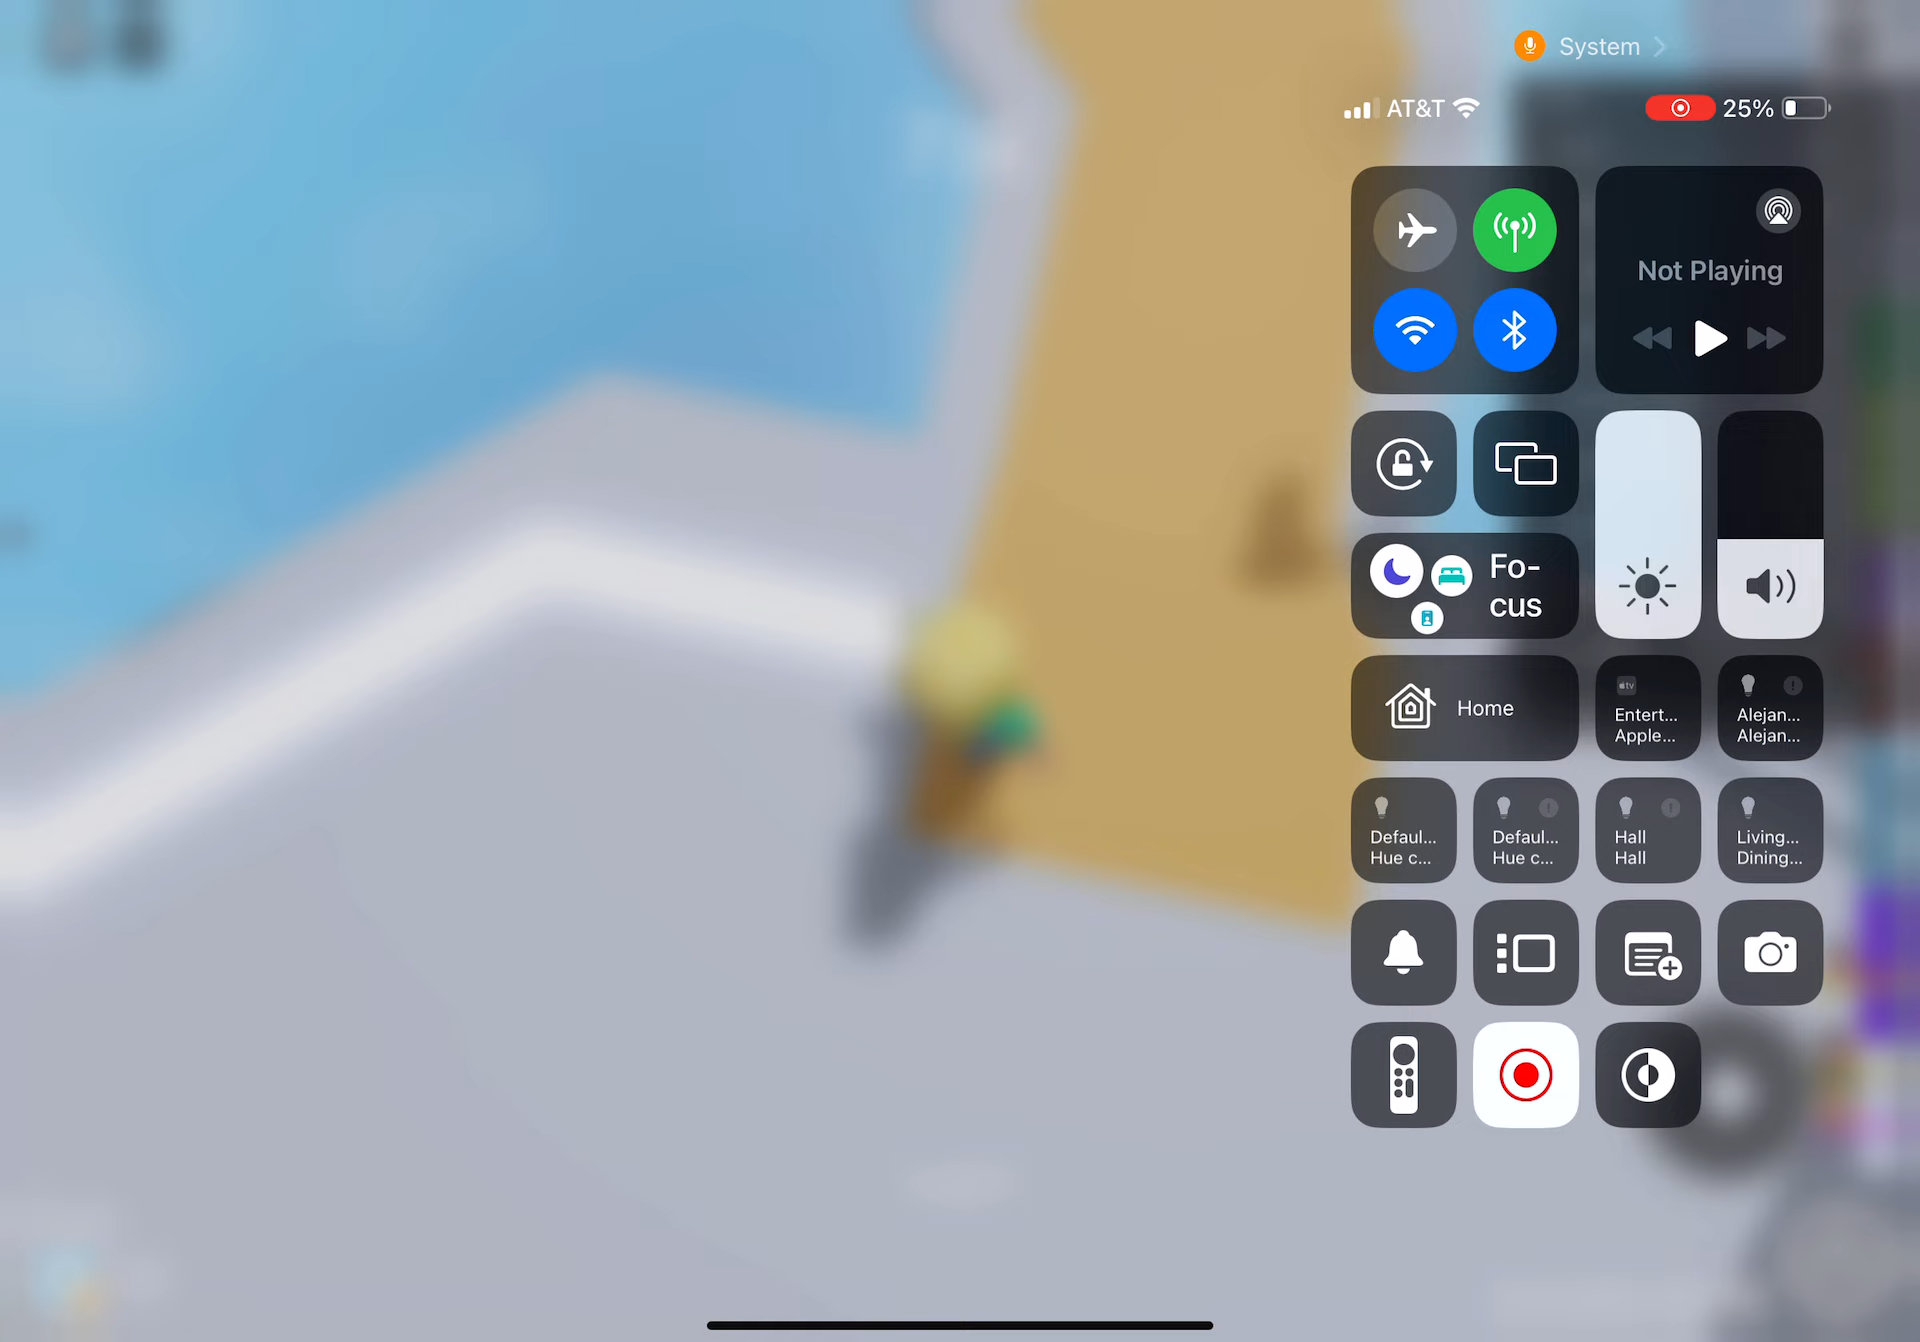 System
AT&T
25%
Not Playing
Fo-
cus
Home
tv
Entert...
Apple...
Alejan...
Alejan...
Defaul...
Hue c...
Defaul...
Hue c...
Hall
Hall
Living...
Dining...